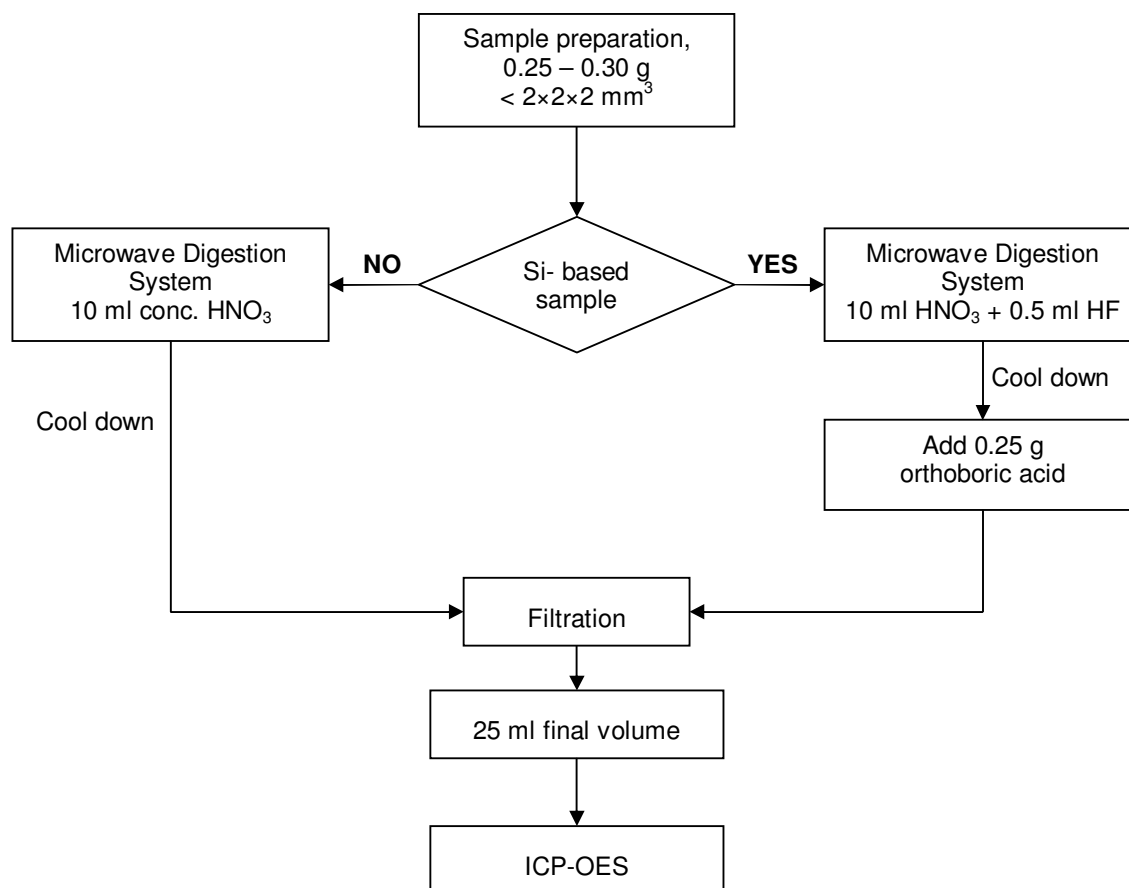 Sample preparation,
0.25 – 0.30 g
< 2×2×2 mm³
Microwave Digestion
System
10 ml conc. HNO₃
NO
Si- based
sample
YES
Microwave Digestion
System
10 ml HNO₃ + 0.5 ml HF
Cool down
Cool down
Add 0.25 g
orthoboric acid
Filtration
25 ml final volume
ICP-OES